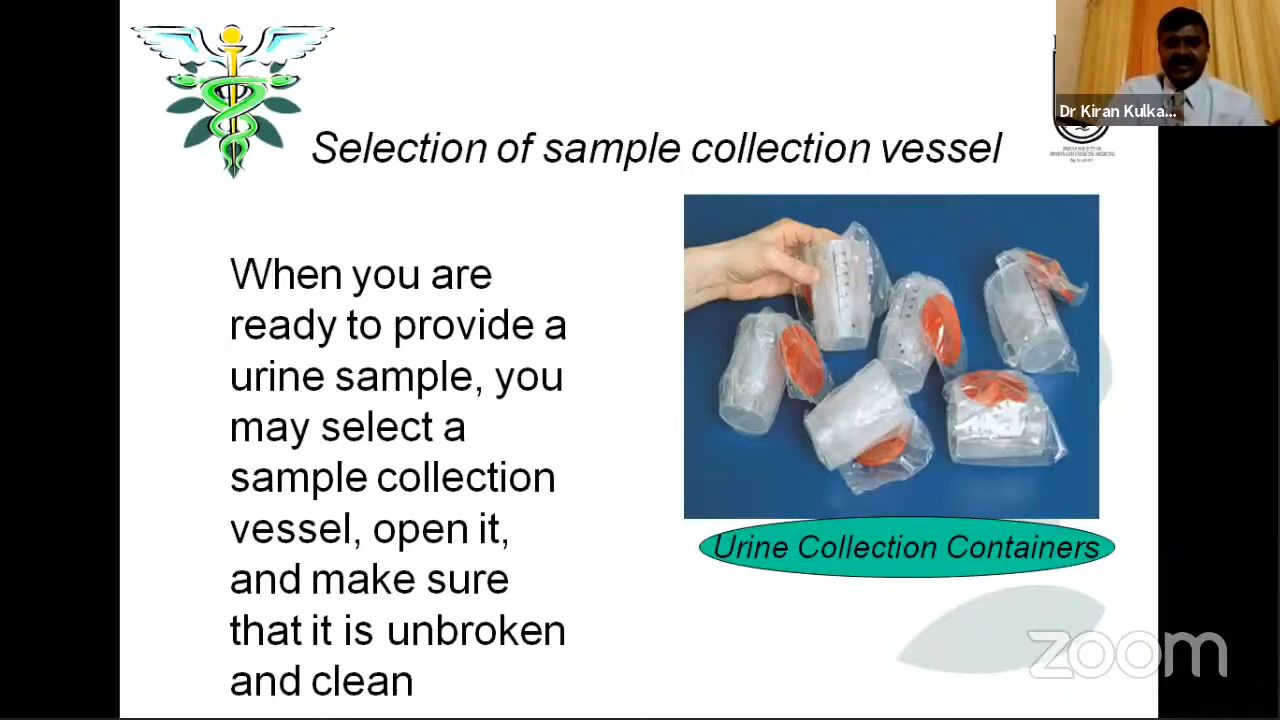 Dr Kiran Kulka...
Selection of sample collection vessel
When you are
ready to provide a
urine sample, you
may select a
sample collection
vessel, open it,
and make sure
that it is unbroken
and clean
Urine Collection Containers
zoom